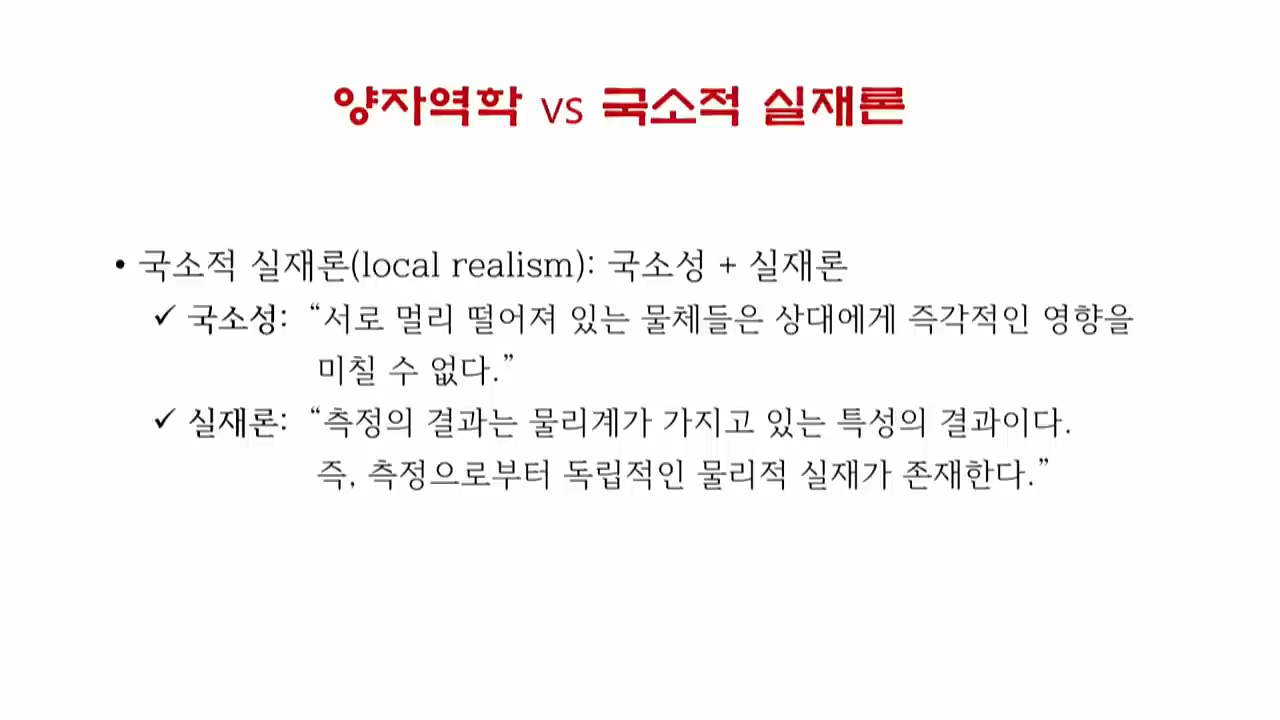 양자역학 vs 국소적 실재론
• 국소적 실재론(local realism): 국소성 + 실재론
✓ 국소성: “서로 멀리 떨어져 있는 물체들은 상대에게 즉각적인 영향을
미칠 수 없다.”
✓ 실재론: “측정의 결과는 물리계가 가지고 있는 특성의 결과이다.
즉, 측정으로부터 독립적인 물리적 실재가 존재한다.”